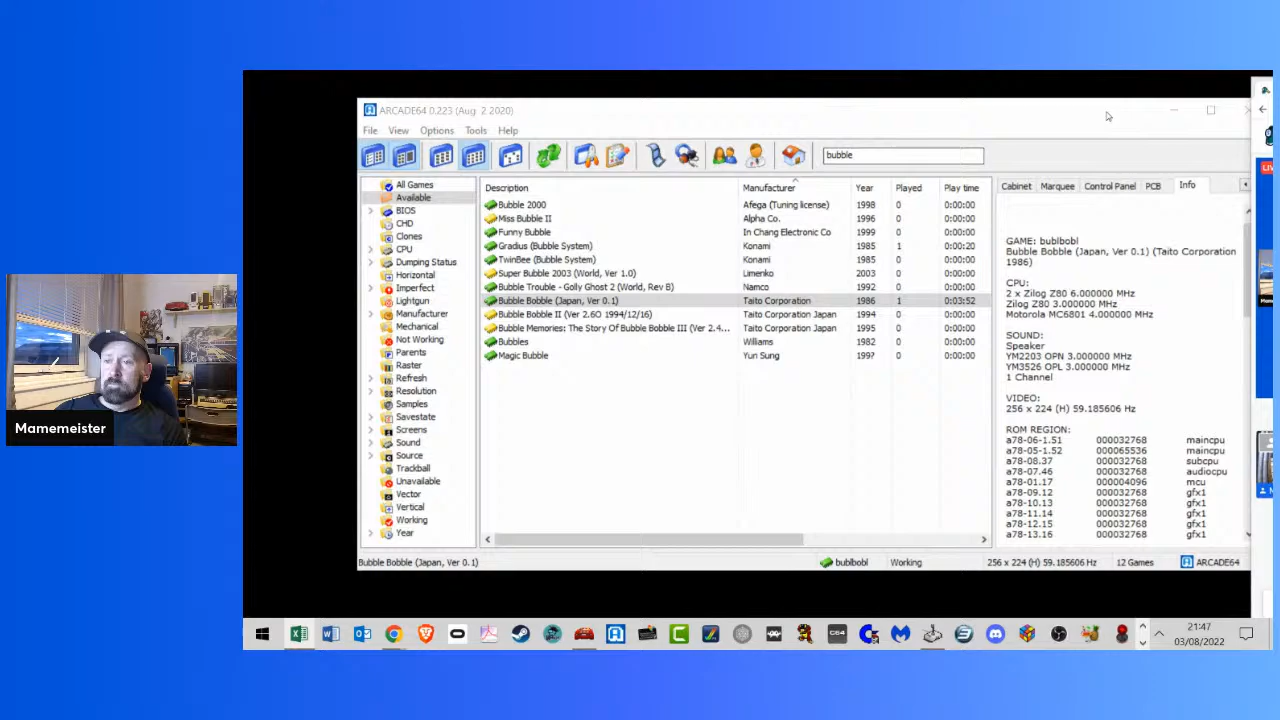 ARCADE64 0.223 (Aug 2 2020)
File View Options Tools Help
bubble
All Games
Available
BIOS
CHD
Clones
CPU
Dumping Status
Horizontal
Imperfect
Lightgun
Manufacturer
Mechanical
Not Working
Parents
Raster
Refresh
Resolution
Samples
Savestate
Screens
Sound
Source
Trackball
Unavailable
Vector
Vertical
Working
Year
Description Manufacturer Year Played Play time
Bubble 2000 Afega (Tuning license) 1998 0 0:00:00
Miss Bubble II Alpha Co. 1996 0 0:00:00
Funny Bubble In Chang Electronic Co 1999 0 0:00:00
Gradius (Bubble System) Konami 1985 1 0:00:20
TwinBee (Bubble System) Konami 1985 0 0:00:00
Super Bubble 2003 (World, Ver 1.0) Limenko 2003 0 0:00:00
Bubble Trouble - Golly Ghost 2 (World, Rev B) Namco 1992 0 0:00:00
Bubble Bobble (Japan, Ver 0.1) Taito Corporation 1986 1 0:03:52
Bubble Bobble II (Ver 2.6O 1994/12/16) Taito Corporation Japan 1994 0 0:00:00
Bubble Memories: The Story Of Bubble Bobble III (Ver 2.4... Taito Corporation Japan 1995 0 0:00:00
Bubbles Williams 1982 0 0:00:00
Magic Bubble Yun Sung 1997 0 0:00:00
Cabinet Marquee Control Panel PCB Info
GAME: bublbobl
Bubble Bobble (Japan, Ver 0.1) (Taito Corporation
1986)
CPU:
2 x Zilog Z80 6.000000 MHz
Zilog Z80 3.000000 MHz
Motorola MC6801 4.000000 MHz
SOUND:
Speaker
YM2203 OPN 3.000000 MHz
YM3526 OPL 3.000000 MHz
1 Channel
VIDEO:
256 x 224 (H) 59.185606 Hz
ROM REGION:
a78-06-1.51 000032768 maincpu
a78-05-1.52 000065536 maincpu
a78-08.37 000032768 subcpu
a78-07.46 000032768 audiocpu
a78-01.17 000004096 mcu
a78-09.12 000032768 gfx1
a78-10.13 000032768 gfx1
a78-11.14 000032768 gfx1
a78-12.15 000032768 gfx1
a78-13.16 000032768 gfx1
Bubble Bobble (Japan, Ver 0.1) bublbobl Working 256 x 224 (H) 59.185606 Hz 12 Games ARCADE64
Mamemeister
C64
21:47
03/08/2022